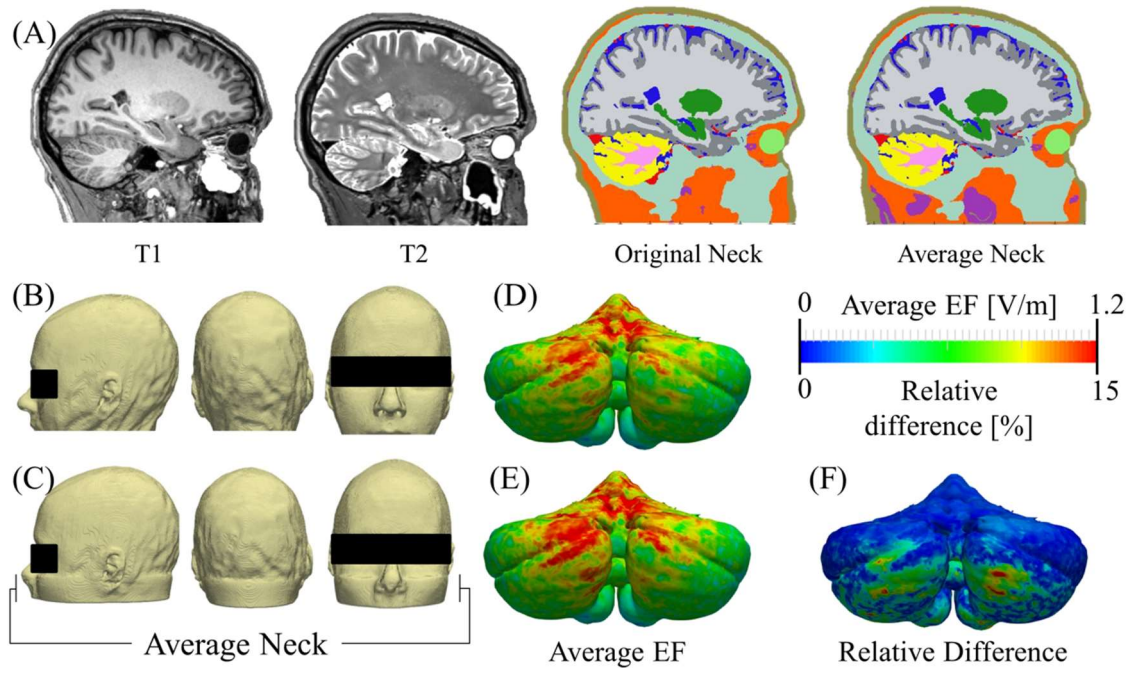 (A)
T1
T2
Original Neck
Average Neck
(B)
(D)
0
Average EF [V/m]
1.2
0
Relative
difference [%]
15
(C)
(E)
(F)
Average Neck
Average EF
Relative Difference